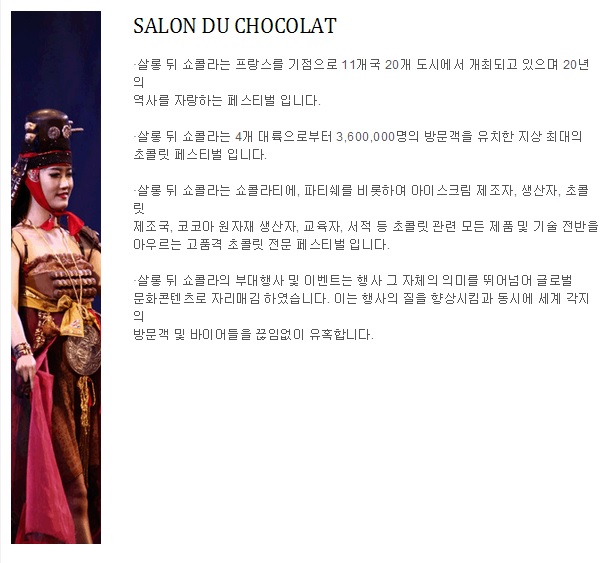 SALON DU CHOCOLAT
·살롱 뒤 쇼콜라는 프랑스를 기점으로 11개국 20개 도시에서 개최되고 있으며 20년
의
역사를 자랑하는 페스티벌 입니다.
·살롱 뒤 쇼콜라는 4개 대륙으로부터 3,600,000명의 방문객을 유치한 지상 최대의
초콜릿 페스티벌 입니다.
·살롱 뒤 쇼콜라는 쇼콜라티에, 파티쉐를 비롯하여 아이스크림 제조자, 생산자, 초콜
릿
제조국, 코코아 원자재 생산자, 교육자, 서적 등 초콜릿 관련 모든 제품 및 기술 전반을
아우르는 고품격 초콜릿 전문 페스티벌 입니다.
·살롱 뒤 쇼콜라의 부대행사 및 이벤트는 행사 그 자체의 의미를 뛰어넘어 글로벌
문화콘텐츠로 자리매김 하였습니다. 이는 행사의 질을 향상시킴과 동시에 세계 각지
의
방문객 및 바이어들을 끊임없이 유혹합니다.